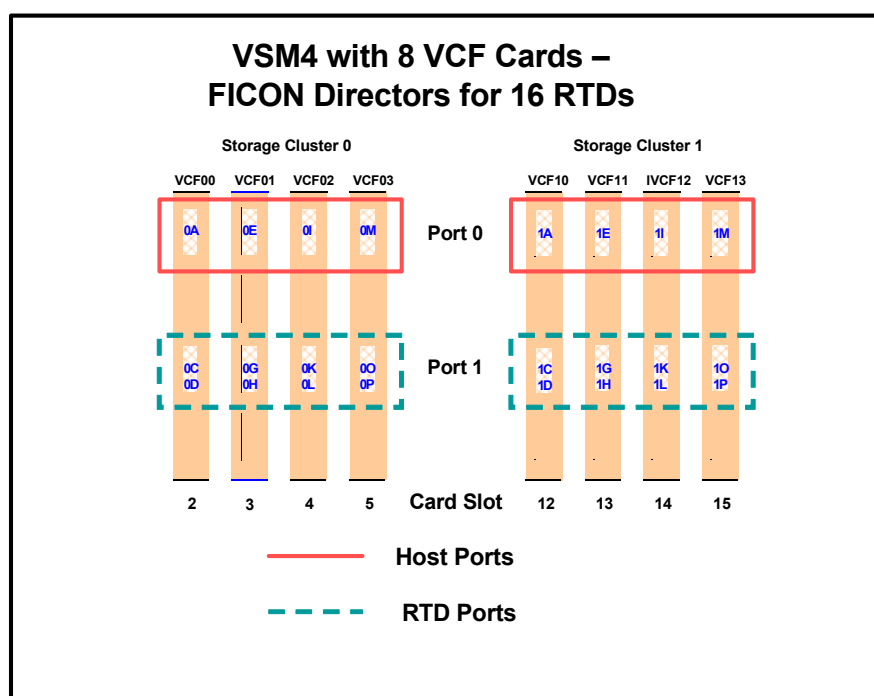 VSM4 with 8 VCF Cards –
FICON Directors for 16 RTDs
Storage Cluster 0 Storage Cluster 1
VCF00 VCF01 VCF02 VCF03 VCF10 VCF11 IVCF12 VCF13
0A 0E 0I 0M Port 0 1A 1E 1I 1M
0C 0G 0K 0O Port 1 1C 1G 1K 1O
0D 0H 0L 0P 1D 1H 1L 1P
2 3 4 5 Card Slot 12 13 14 15
Host Ports
RTD Ports